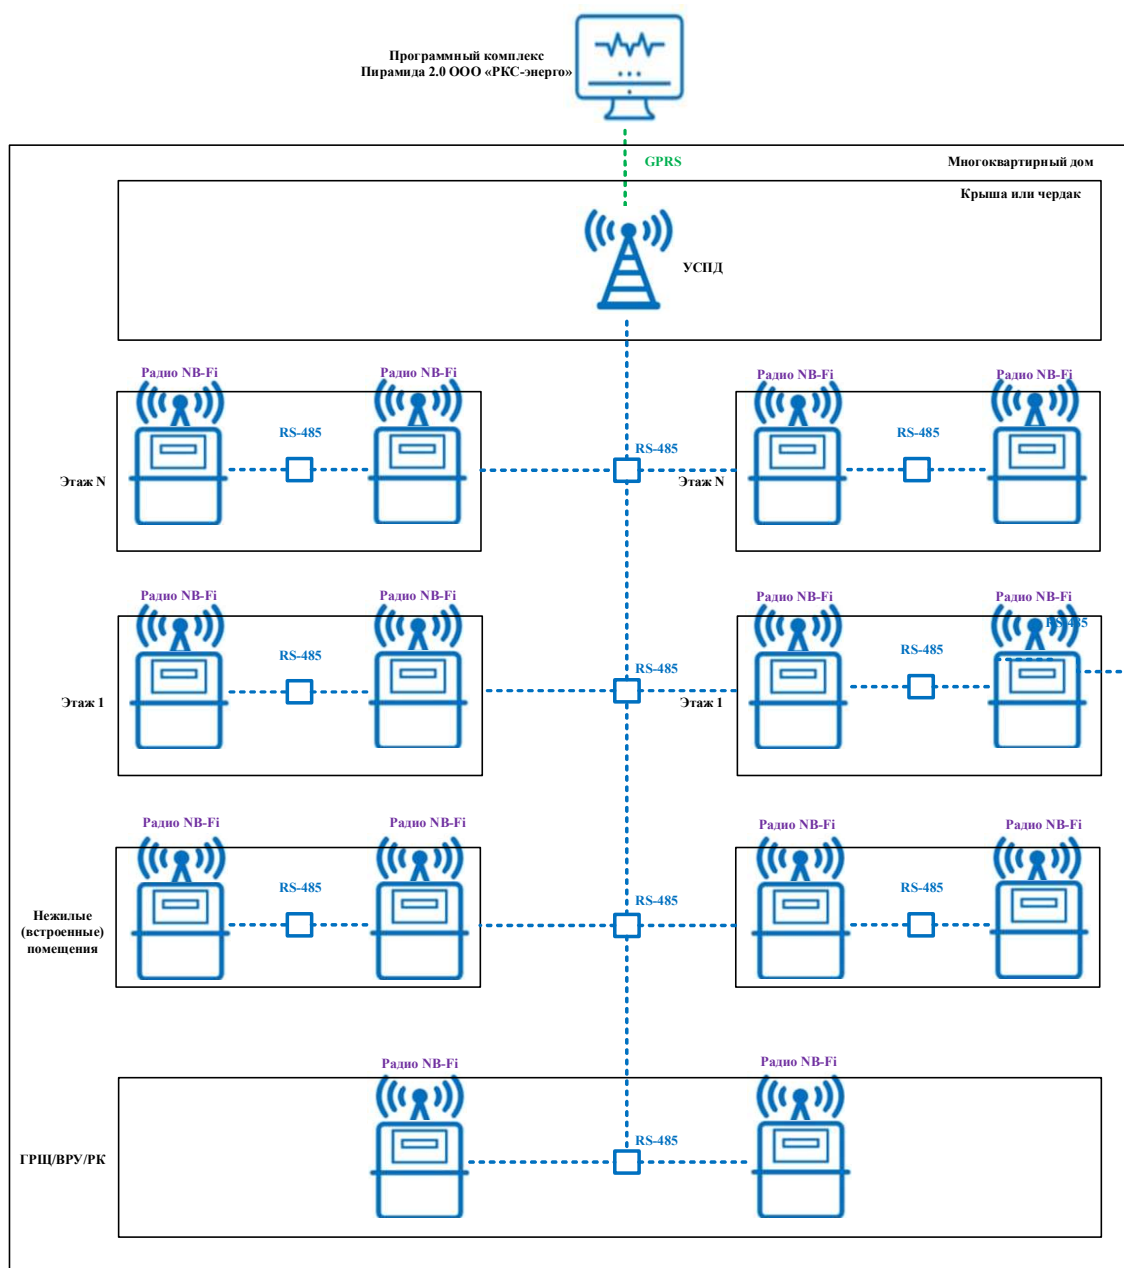 Программный комплекс
Пирамида 2.0 ООО «РКС-энерго»
GPRS
Многоквартирный дом
Крыша или чердак
УСПД
Радио NB-Fi
Радио NB-Fi
Радио NB-Fi
Радио NB-Fi
RS-485
RS-485
RS-485
Этаж N
Этаж N
Радио NB-Fi
Радио NB-Fi
Радио NB-Fi
Радио NB-Fi
RS-485
RS-485
RS-485
RS-485
Этаж 1
Этаж 1
Радио NB-Fi
Радио NB-Fi
Радио NB-Fi
Радио NB-Fi
RS-485
RS-485
RS-485
Нежилые
(встроенные)
помещения
Радио NB-Fi
Радио NB-Fi
RS-485
ГРЩ/ВРУ/РК